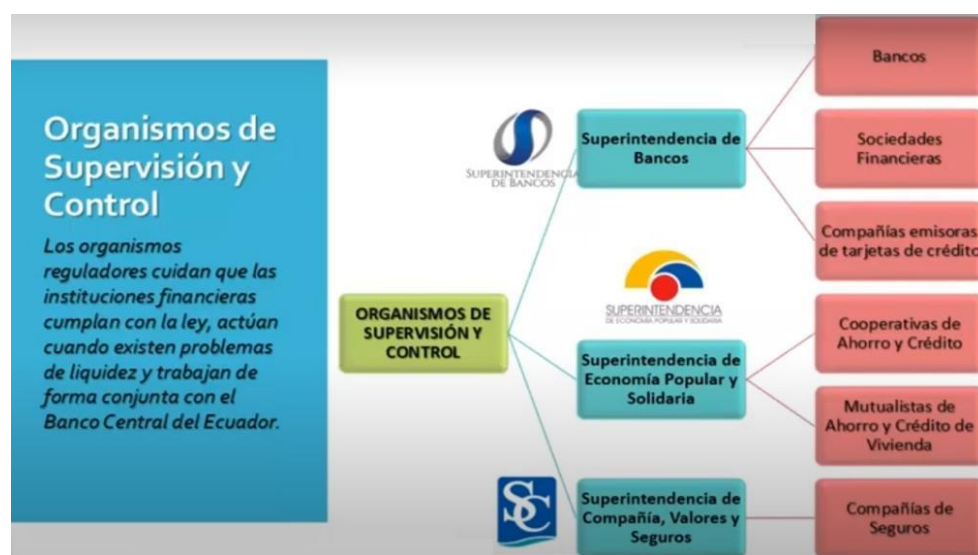 Organismos de
Supervisión y
Control
Los organismos
reguladores cuidan que las
instituciones financieras
cumplan con la ley, actúan
cuando existen problemas
de liquidez y trabajan de
forma conjunta con el
Banco Central del Ecuador.
ORGANISMOS DE
SUPERVISIÓN Y
CONTROL
SUPERINTENDENCIA
DE BANCOS
Superintendencia de
Bancos
Bancos
Sociedades
Financieras
Compañías emisoras
de tarjetas de crédito
SUPERINTENDENCIA
DE ECONOMÍA POPULAR Y SOLIDARIA
Superintendencia de
Economía Popular y
Solidaria
Cooperativas de
Ahorro y Crédito
Mutualistas de
Ahorro y Crédito de
Vivienda
SC
Superintendencia de
Compañía, Valores y
Seguros
Compañías de
Seguros